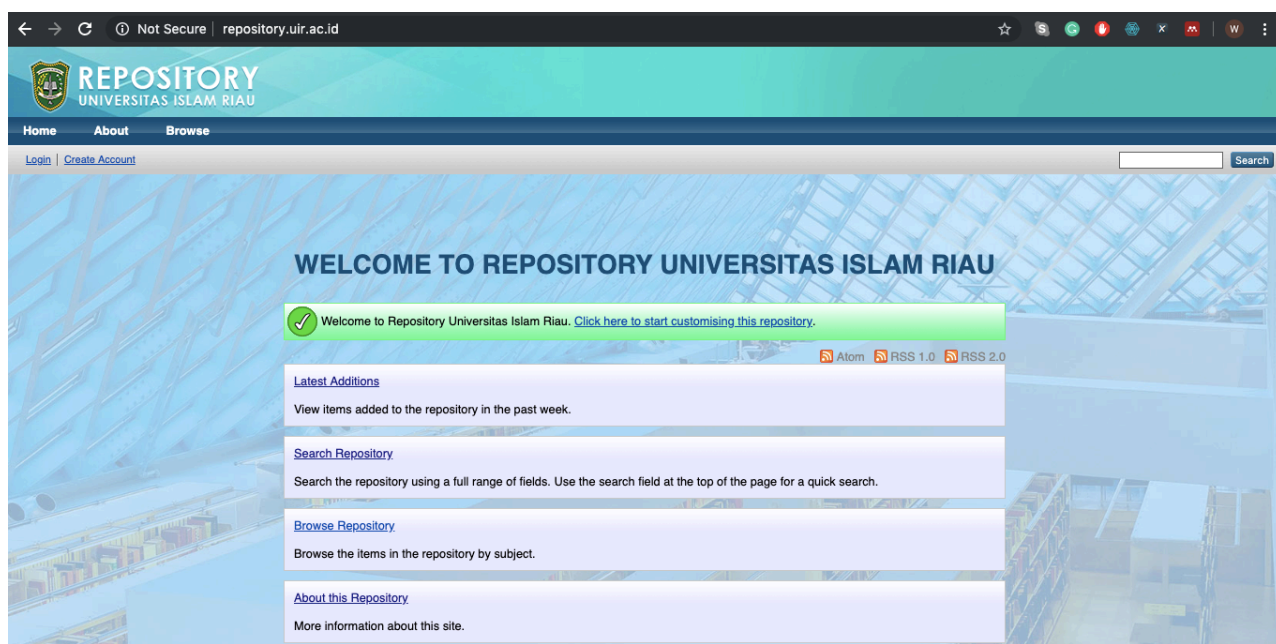 Not Secure | repository.uir.ac.id
W
REPOSITORY
UNIVERSITAS ISLAM RIAU
Home About Browse
Login | Create Account Search
WELCOME TO REPOSITORY UNIVERSITAS ISLAM RIAU
Welcome to Repository Universitas Islam Riau. Click here to start customising this repository.
Atom RSS 1.0 RSS 2.0
Latest Additions
View items added to the repository in the past week.
Search Repository
Search the repository using a full range of fields. Use the search field at the top of the page for a quick search.
Browse Repository
Browse the items in the repository by subject.
About this Repository
More information about this site.